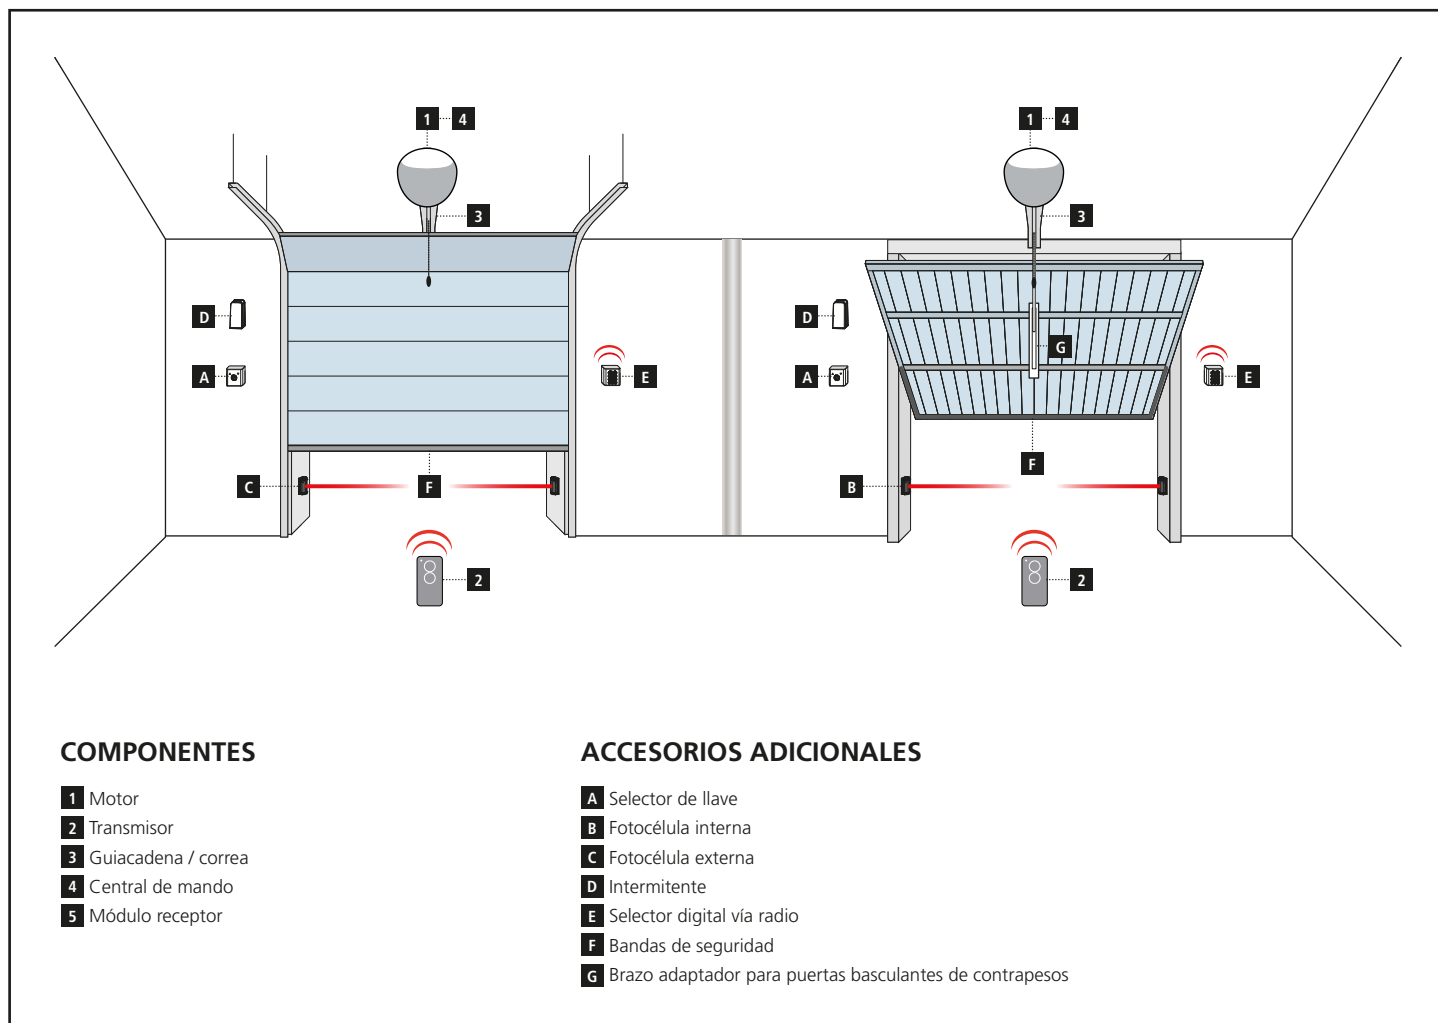 1 4
1 4
3
3
D
D
G
A
E
A
E
F
C
F
B
2
2
COMPONENTES
1 Motor
2 Transmisor
3 Guiacadena / correa
4 Central de mando
5 Módulo receptor
ACCESORIOS ADICIONALES
A Selector de llave
B Fotocélula interna
C Fotocélula externa
D Intermitente
E Selector digital vía radio
F Bandas de seguridad
G Brazo adaptador para puertas basculantes de contrapesos